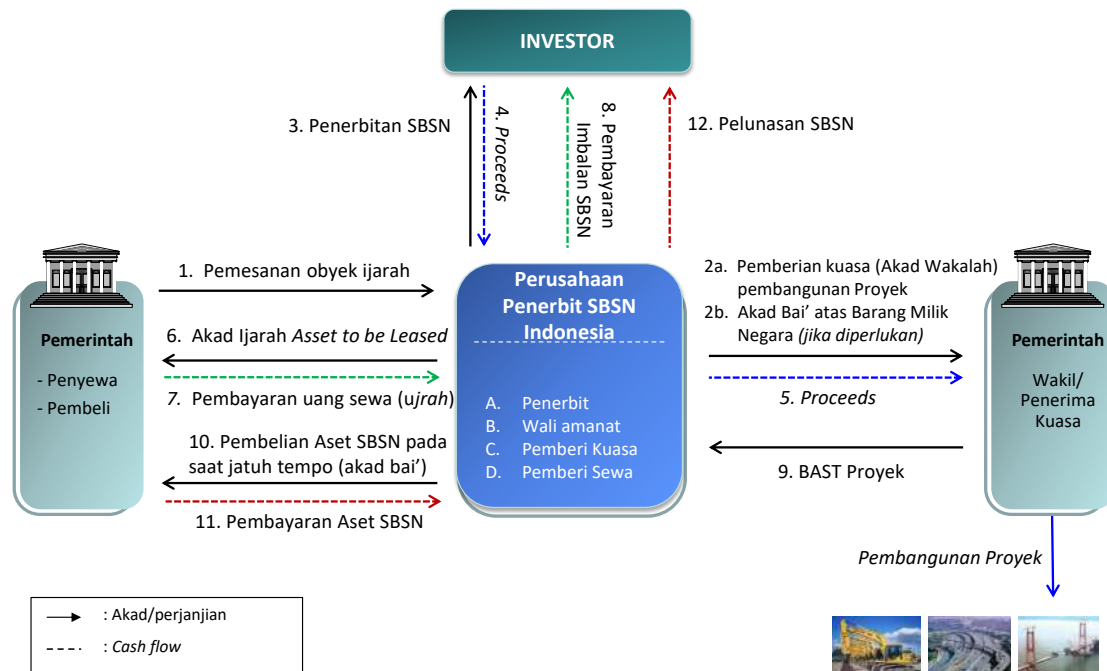 INVESTOR
3. Penerbitan SBSN
4. Proceeds
8. Pembayaran
Imbalan SBSN
12. Pelunasan SBSN
1. Pemesanan obyek ijarah
6. Akad Ijarah Asset to be Leased
7. Pembayaran uang sewa (ujrah)
10. Pembelian Aset SBSN pada
saat jatuh tempo (akad bai’)
11. Pembayaran Aset SBSN
Pemerintah
- Penyewa
- Pembeli
Perusahaan
Penerbit SBSN
Indonesia
A. Penerbit
B. Wali amanat
C. Pemberi Kuasa
D. Pemberi Sewa
2a. Pemberian kuasa (Akad Wakalah)
pembangunan Proyek
2b. Akad Bai’ atas Barang Milik
Negara (jika diperlukan)
5. Proceeds
9. BAST Proyek
Pemerintah
Wakil/
Penerima
Kuasa
Pembangunan Proyek
: Akad/perjanjian
: Cash flow